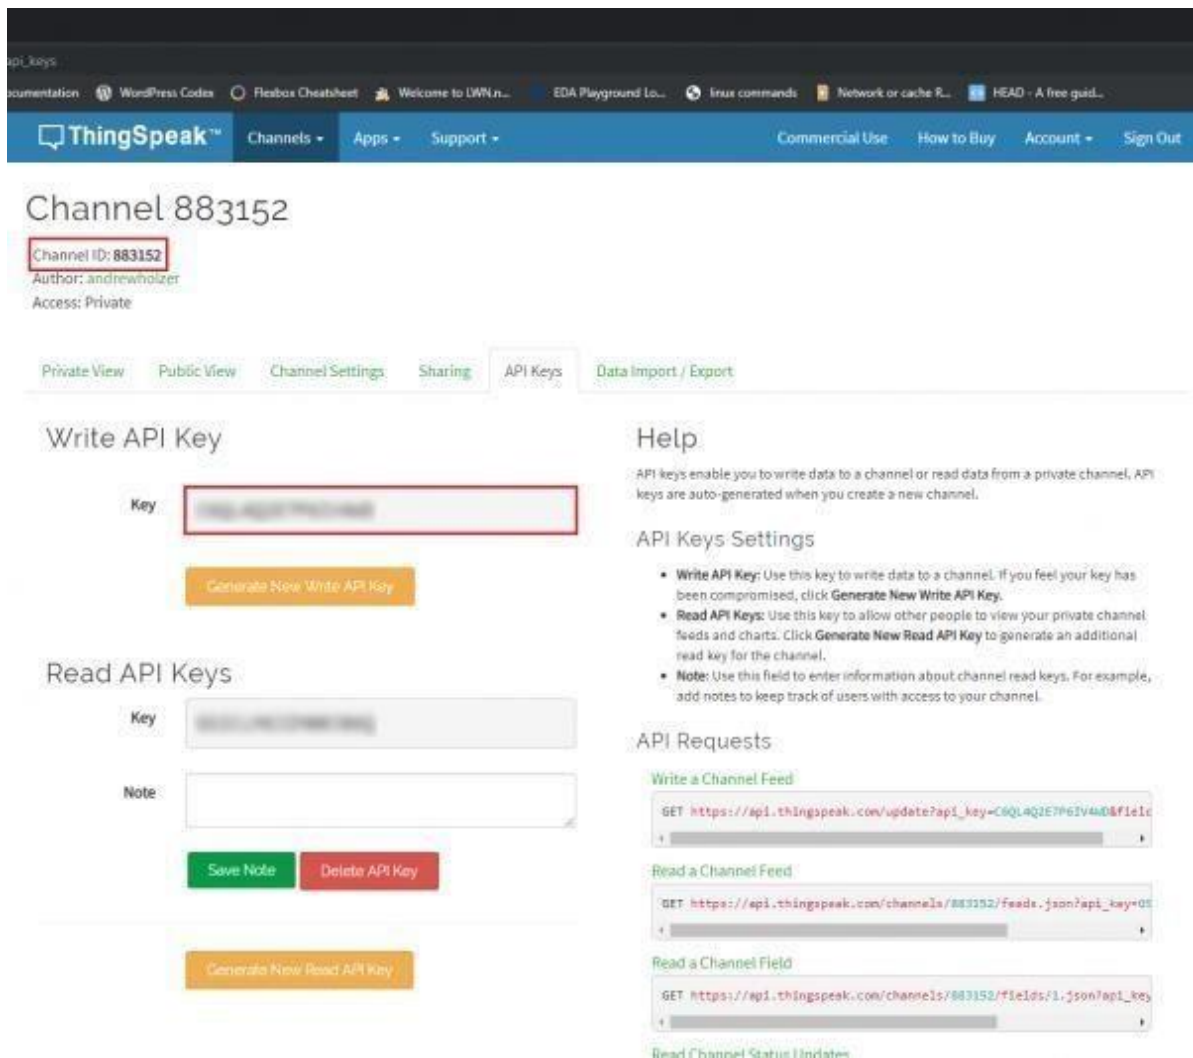 api_keys
ocumentation WordPress Codex Flexbox Cheatsheet Welcome to LWN.n... EDA Playground Lo... linux commands Network or cache R... HEAD - A free guid...
ThingSpeak™ Channels Apps Support Commercial Use How to Buy Account Sign Out
Channel 883152
Channel ID: 883152
Author: andrewholzer
Access: Private
Private View Public View Channel Settings Sharing API Keys Data Import / Export
Write API Key
Key
Generate New Write API Key
Read API Keys
Key
Note
Save Note Delete API Key
Generate New Read API Key
Help
API keys enable you to write data to a channel or read data from a private channel. API
keys are auto-generated when you create a new channel.
API Keys Settings
• Write API Key: Use this key to write data to a channel. If you feel your key has
been compromised, click Generate New Write API Key.
• Read API Keys: Use this key to allow other people to view your private channel
feeds and charts. Click Generate New Read API Key to generate an additional
read key for the channel.
• Note: Use this field to enter information about channel read keys. For example,
add notes to keep track of users with access to your channel.
API Requests
Write a Channel Feed
GET https://api.thingspeak.com/update?api_key=
Read a Channel Feed
GET https://api.thingspeak.com/channels/883152/feeds.json?api_key=
Read a Channel Field
GET https://api.thingspeak.com/channels/883152/fields/1.json?api_key
Read Channel Status Updates